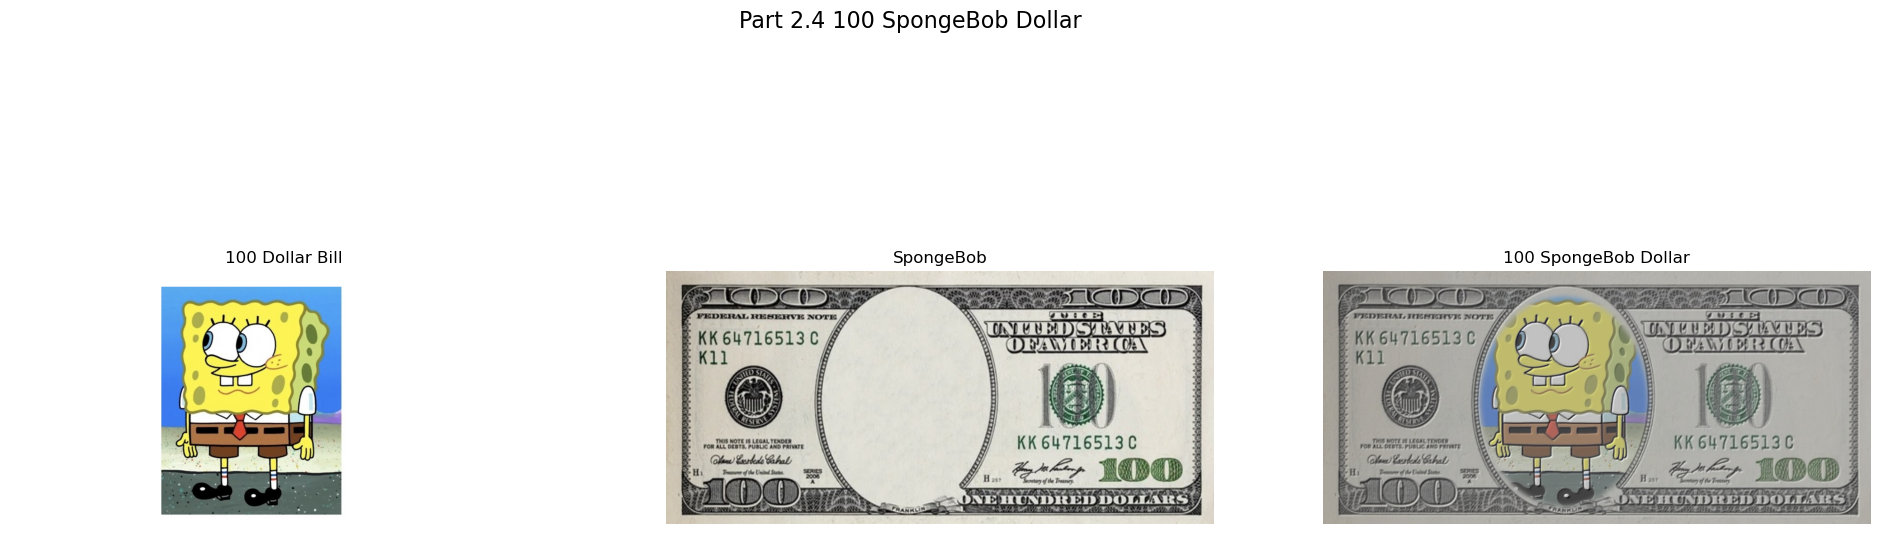 Part 2.4 100 SpongeBob Dollar
100 Dollar Bill
SpongeBob
100 SpongeBob Dollar
100
100
FEDERAL RESERVE NOTE
THE
UNITED STATES
OF AMERICA
KK 64716513 C
K11
100
THIS NOTE IS LEGAL TENDER
FOR ALL DEBTS, PUBLIC AND PRIVATE
KK 64716513 C
Treasurer of the United States.
SERIES
2006
A
H 257
Secretary of the Treasury.
100
100
FRANKLIN
ONE HUNDRED DOLLARS
100
100
FEDERAL RESERVE NOTE
THE
UNITED STATES
OF AMERICA
KK 64716513 C
K11
100
THIS NOTE IS LEGAL TENDER
FOR ALL DEBTS, PUBLIC AND PRIVATE
KK 64716513 C
Treasurer of the United States.
SERIES
2006
A
H 257
Secretary of the Treasury.
100
100
FRANKLIN
ONE HUNDRED DOLLARS